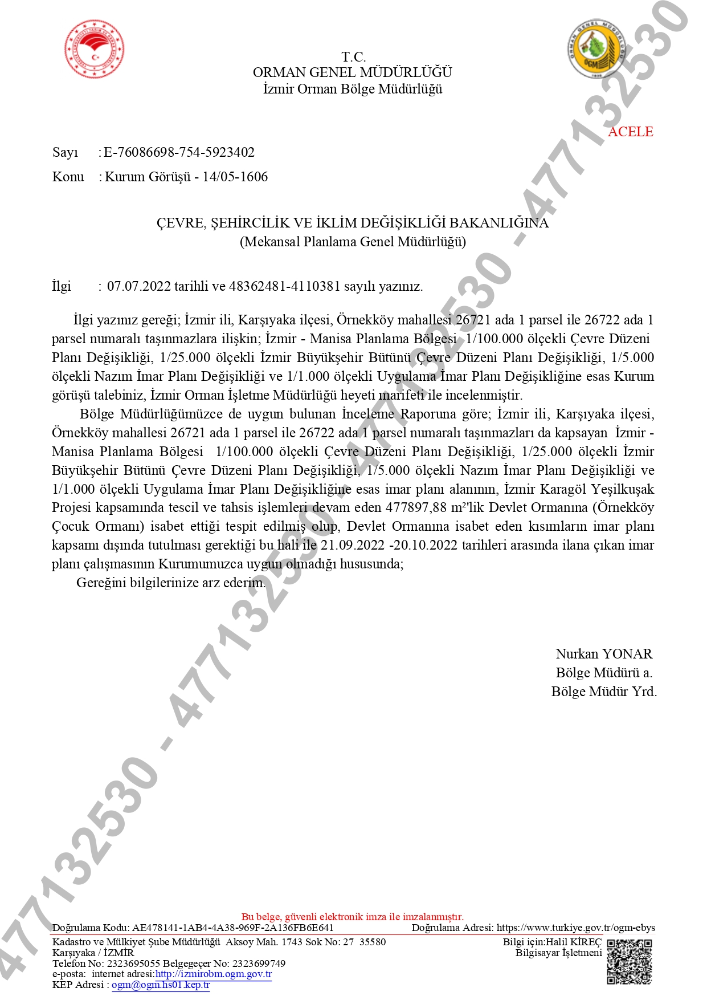 T.C.
ORMAN GENEL MÜDÜRLÜĞÜ
İzmir Orman Bölge Müdürlüğü
ORMAN GENEL MÜDÜRLÜĞÜ
OGM
1839
ACELE
Sayı : E-76086698-754-5923402
Konu : Kurum Görüşü - 14/05-1606
ÇEVRE, ŞEHİRCİLİK VE İKLİM DEĞİŞİKLİĞİ BAKANLIĞINA
(Mekansal Planlama Genel Müdürlüğü)
İlgi : 07.07.2022 tarihli ve 48362481-4110381 sayılı yazınız.
İlgi yazınız gereği; İzmir ili, Karşıyaka ilçesi, Örnekköy mahallesi 26721 ada 1 parsel ile 26722 ada 1
parsel numaralı taşınmazlara ilişkin; İzmir - Manisa Planlama Bölgesi 1/100.000 ölçekli Çevre Düzeni
Planı Değişikliği, 1/25.000 ölçekli İzmir Büyükşehir Bütünü Çevre Düzeni Planı Değişikliği, 1/5.000
ölçekli Nazım İmar Planı Değişikliği ve 1/1.000 ölçekli Uygulama İmar Planı Değişikliğine esas Kurum
görüşü talebiniz, İzmir Orman İşletme Müdürlüğü heyeti marifeti ile incelenmiştir.
Bölge Müdürlüğümüzce de uygun bulunan İnceleme Raporuna göre; İzmir ili, Karşıyaka ilçesi,
Örnekköy mahallesi 26721 ada 1 parsel ile 26722 ada 1 parsel numaralı taşınmazları da kapsayan İzmir -
Manisa Planlama Bölgesi 1/100.000 ölçekli Çevre Düzeni Planı Değişikliği, 1/25.000 ölçekli İzmir
Büyükşehir Bütünü Çevre Düzeni Planı Değişikliği, 1/5.000 ölçekli Nazım İmar Planı Değişikliği ve
1/1.000 ölçekli Uygulama İmar Planı Değişikliğine esas imar planı alanının, İzmir Karagöl Yeşilkuşak
Projesi kapsamında tescil ve tahsis işlemleri devam eden 477897,88 m²'lik Devlet Ormanına (Örnekköy
Çocuk Ormanı) isabet ettiği tespit edilmiş olup, Devlet Ormanına isabet eden kısımların imar planı
kapsamı dışında tutulması gerektiği bu hali ile 21.09.2022 -20.10.2022 tarihleri arasında ilana çıkan imar
planı çalışmasının Kurumumuzca uygun olmadığı hususunda;
Gereğini bilgilerinize arz ederim.
Nurkan YONAR
Bölge Müdürü a.
Bölge Müdür Yrd.
477132530 - 477132530 - 477132530 - 477132530
Bu belge, güvenli elektronik imza ile imzalanmıştır.
Doğrulama Kodu: AE478141-1AB4-4A38-969F-2A136FB6E641 Doğrulama Adresi: https://www.turkiye.gov.tr/ogm-ebys
Kadastro ve Mülkiyet Şube Müdürlüğü Aksoy Mah. 1743 Sok No: 27 35580
Karşıyaka / İZMİR
Telefon No: 2323695055 Belgegeçer No: 2323699749
e-posta: internet adresi:http://izmirobm.ogm.gov.tr
KEP Adresi : ogm@ogm.hs01.kep.tr
Bilgi için:Halil KİREÇ
Bilgisayar İşletmeni